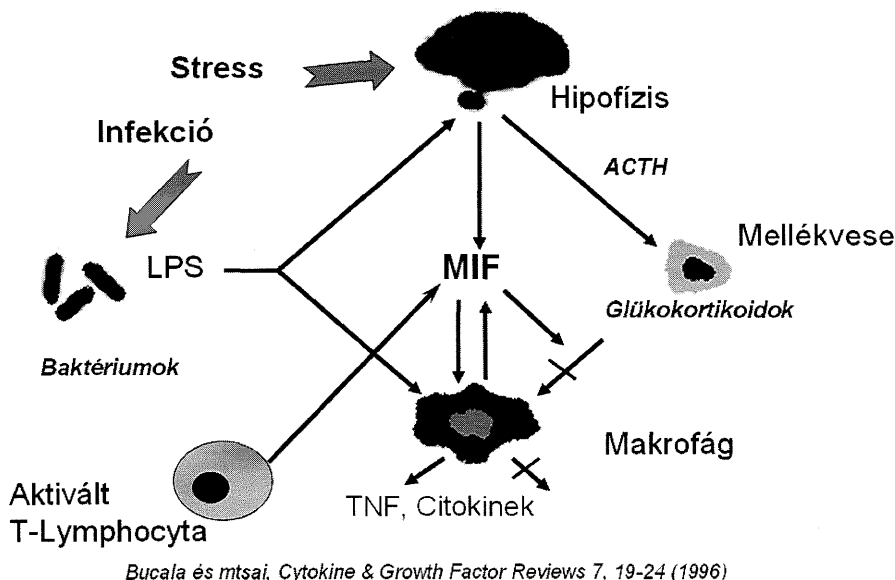 Stress
Hipofízis
Infekció
ACTH
Mellékvese
LPS
MIF
Glükokortikoidok
Baktériumok
Makrofág
Aktivált
T-Lymphocyta
TNF, Citokinek
Bucala és mtsai, Cytokine & Growth Factor Reviews 7, 19-24 (1996)